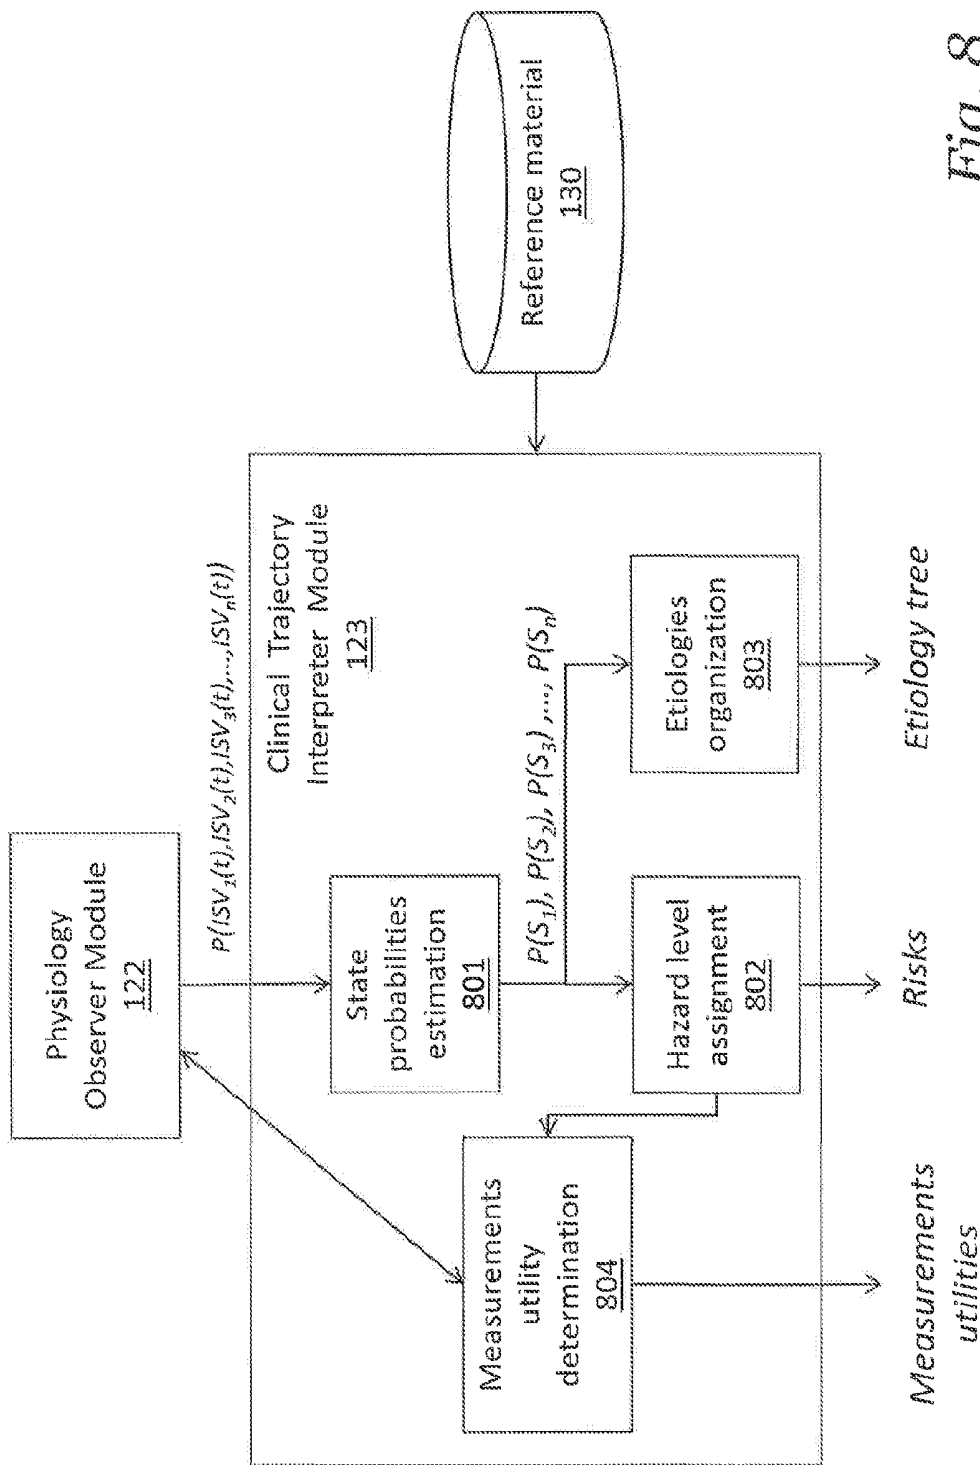 Physiology
Observer Module
122
P(ISV₁(t),ISV₂(t),ISV₃(t),...,ISVₙ(t))
Clinical Trajectory
Interpreter Module
123
State
probabilities
estimation
801
P(S₁), P(S₂), P(S₃) ,..., P(Sₙ)
Measurements
utility
determination
804
Hazard level
assignment
802
Etiologies
organization
803
Reference material
130
Measurements
utilities
Risks
Etiology tree
Fig. 8